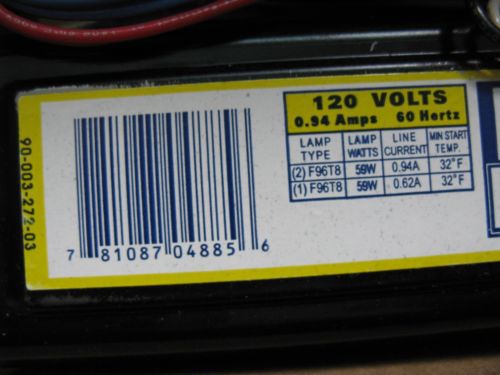 90-003-272-03
7 81087 04885 6
120 VOLTS
0.94 Amps 60 Hertz
LAMP TYPE LAMP WATTS LINE CURRENT MIN START TEMP.
(2) F96T8 59W 0.94A 32°F
(1) F96T8 59W 0.62A 32°F